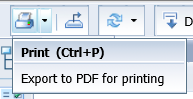 Print (Ctrl+P)
Export to PDF for printing